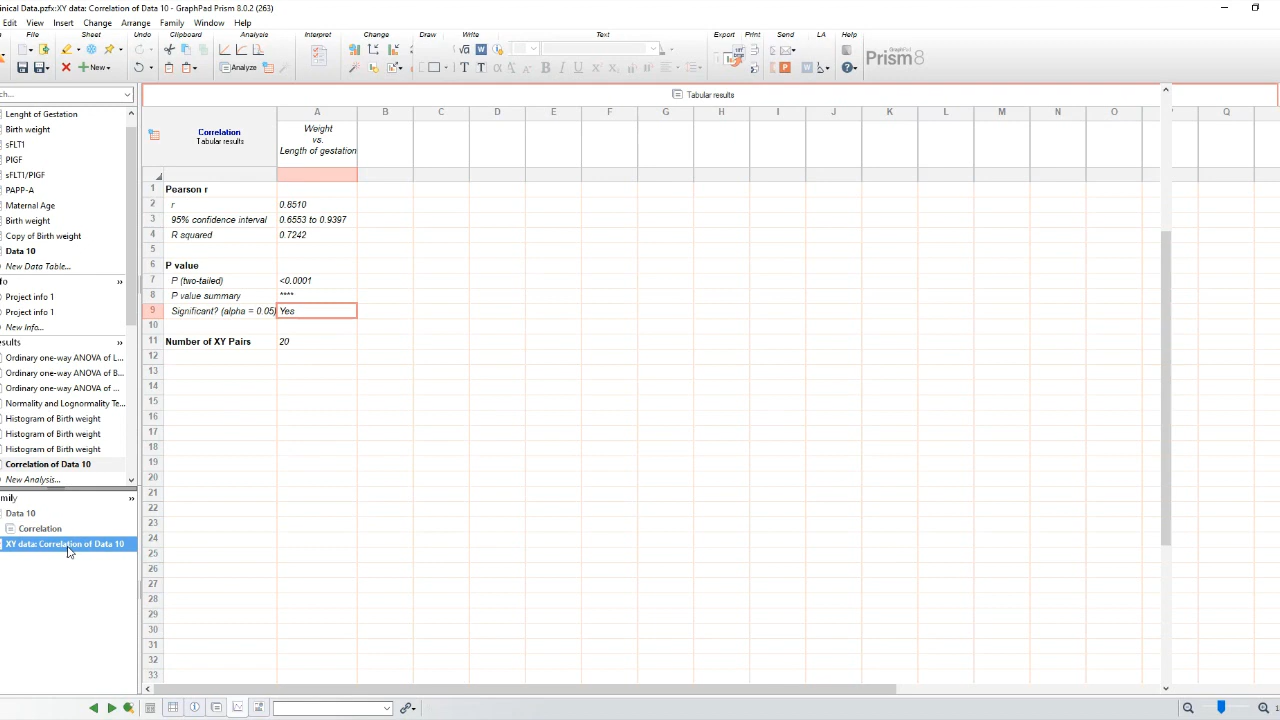 inical Data.pzfx:XY data: Correlation of Data 10 - GraphPad Prism 8.0.2 (263)
Edit View Insert Change Arrange Family Window Help
File Sheet Undo Clipboard Analysis Interpret Change Draw Write Text Export Print Send LA Help
GraphPad
Prism 8
New
Analyze
ch...
Tabular results
Lenght of Gestation
Birth weight
sFLT1
PIGF
sFLT1/PIGF
PAPP-A
Maternal Age
Birth weight
Copy of Birth weight
Data 10
New Data Table...
fo »
Project info 1
Project info 1
New Info...
esults »
Ordinary one-way ANOVA of L...
Ordinary one-way ANOVA of B...
Ordinary one-way ANOVA of ...
Normality and Lognormality Te...
Histogram of Birth weight
Histogram of Birth weight
Histogram of Birth weight
Correlation of Data 10
New Analysis...
mily »
Data 10
Correlation
XY data: Correlation of Data 10
A B C D E F G H I J K L M N O P Q
Correlation
Tabular results
Weight
vs.
Length of gestation
1 Pearson r
2 r 0.8510
3 95% confidence interval 0.6553 to 0.9397
4 R squared 0.7242
5
6 P value
7 P (two-tailed) <0.0001
8 P value summary ****
9 Significant? (alpha = 0.05) Yes
10
11 Number of XY Pairs 20
12
13
14
15
16
17
18
19
20
21
22
23
24
25
26
27
28
29
30
31
32
33